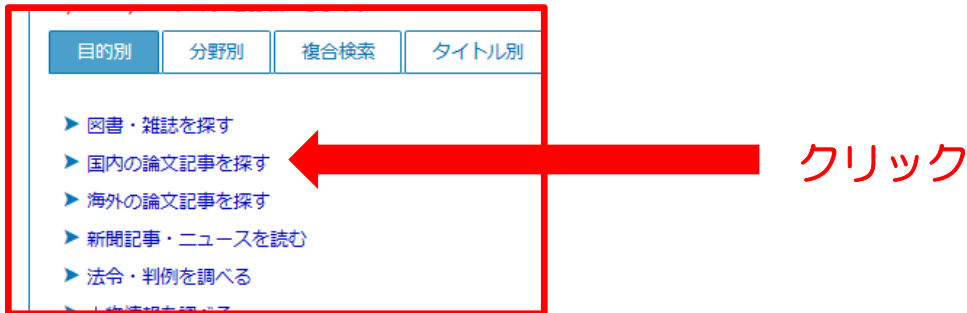 目的別 分野別 複合検索 タイトル別
➤ 図書・雑誌を探す
➤ 国内の論文記事を探す
クリック
➤ 海外の論文記事を探す
➤ 新聞記事・ニュースを読む
➤ 法令・判例を調べる